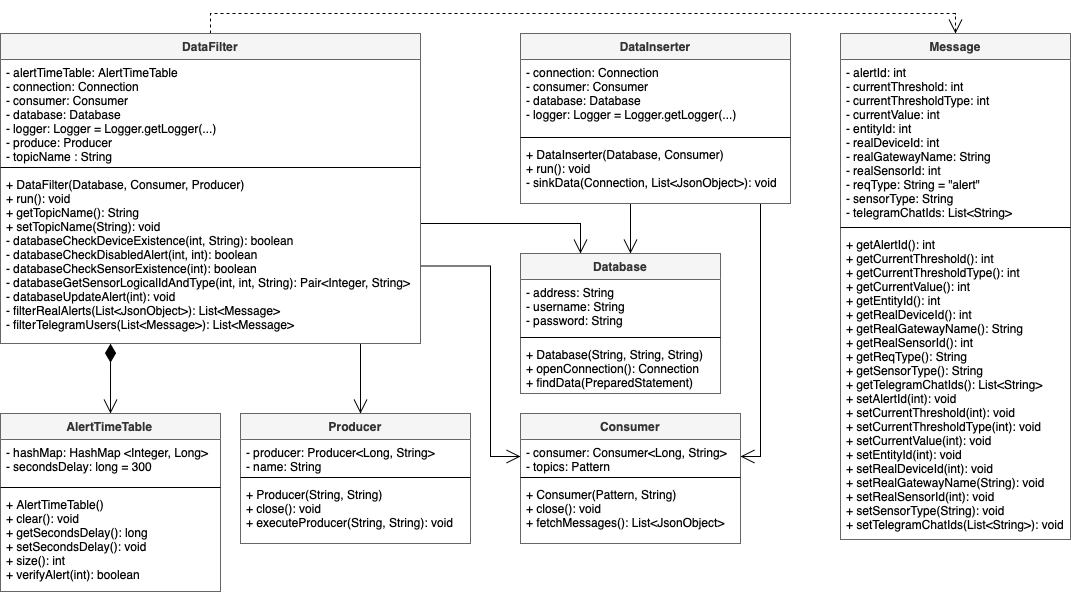 DataFilter
- alertTimeTable: AlertTimeTable
- connection: Connection
- consumer: Consumer
- database: Database
- logger: Logger = Logger.getLogger(...)
- produce: Producer
- topicName : String
+ DataFilter(Database, Consumer, Producer)
+ run(): void
+ getTopicName(): String
+ setTopicName(String): void
- databaseCheckDeviceExistence(int, String): boolean
- databaseCheckDisabledAlert(int, int): boolean
- databaseCheckSensorExistence(int): boolean
- databaseGetSensorLogicalIdAndType(int, int, String): Pair<Integer, String>
- databaseUpdateAlert(int): void
- filterRealAlerts(List<JsonObject>): List<Message>
- filterTelegramUsers(List<Message>): List<Message>
DataInserter
- connection: Connection
- consumer: Consumer
- database: Database
- logger: Logger = Logger.getLogger(...)
+ DataInserter(Database, Consumer)
+ run(): void
- sinkData(Connection, List<JsonObject>): void
Message
- alertId: int
- currentThreshold: int
- currentThresholdType: int
- currentValue: int
- entityId: int
- realDeviceId: int
- realGatewayName: String
- realSensorId: int
- reqType: String = "alert"
- sensorType: String
- telegramChatIds: List<String>
+ getAlertId(): int
+ getCurrentThreshold(): int
+ getCurrentThresholdType(): int
+ getCurrentValue(): int
+ getEntityId(): int
+ getRealDeviceId(): int
+ getRealGatewayName(): String
+ getRealSensorId(): int
+ getReqType(): String
+ getSensorType(): String
+ getTelegramChatIds(): List<String>
+ setAlertId(int): void
+ setCurrentThreshold(int): void
+ setCurrentThresholdType(int): void
+ setCurrentValue(int): void
+ setEntityId(int): void
+ setRealDeviceId(int): void
+ setRealGatewayName(String): void
+ setRealSensorId(int): void
+ setSensorType(String): void
+ setTelegramChatIds(List<String>): void
Database
- address: String
- username: String
- password: String
+ Database(String, String, String)
+ openConnection(): Connection
+ findData(PreparedStatement)
AlertTimeTable
- hashMap: HashMap <Integer, Long>
- secondsDelay: long = 300
+ AlertTimeTable()
+ clear(): void
+ getSecondsDelay(): long
+ setSecondsDelay(): void
+ size(): int
+ verifyAlert(int): boolean
Producer
- producer: Producer<Long, String>
- name: String
+ Producer(String, String)
+ close(): void
+ executeProducer(String, String): void
Consumer
- consumer: Consumer<Long, String>
- topics: Pattern
+ Consumer(Pattern, String)
+ close(): void
+ fetchMessages(): List<JsonObject>